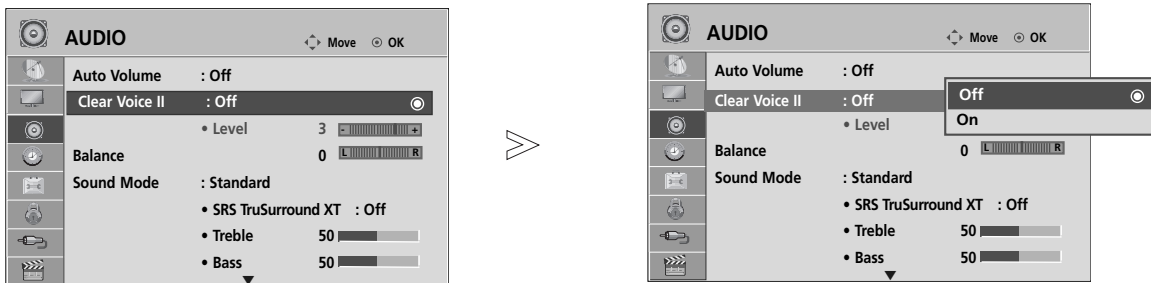 AUDIO
Move OK
Auto Volume : Off
Clear Voice II : Off
• Level 3 - +
Balance 0 L R
Sound Mode : Standard
• SRS TruSurround XT : Off
• Treble 50
• Bass 50
AUDIO
Move OK
Auto Volume : Off
Clear Voice II : Off
Off
On
• Level
Balance 0 L R
Sound Mode : Standard
• SRS TruSurround XT : Off
• Treble 50
• Bass 50